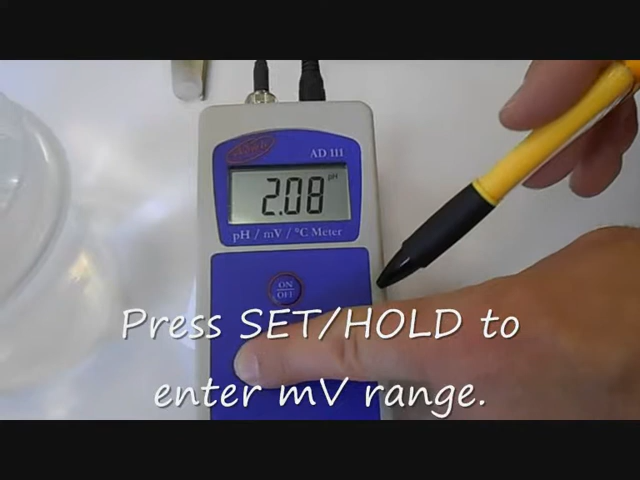 AD 111
2.08 pH
pH / mV / °C Meter
ON
OFF
Press SET/HOLD to
enter mV range.